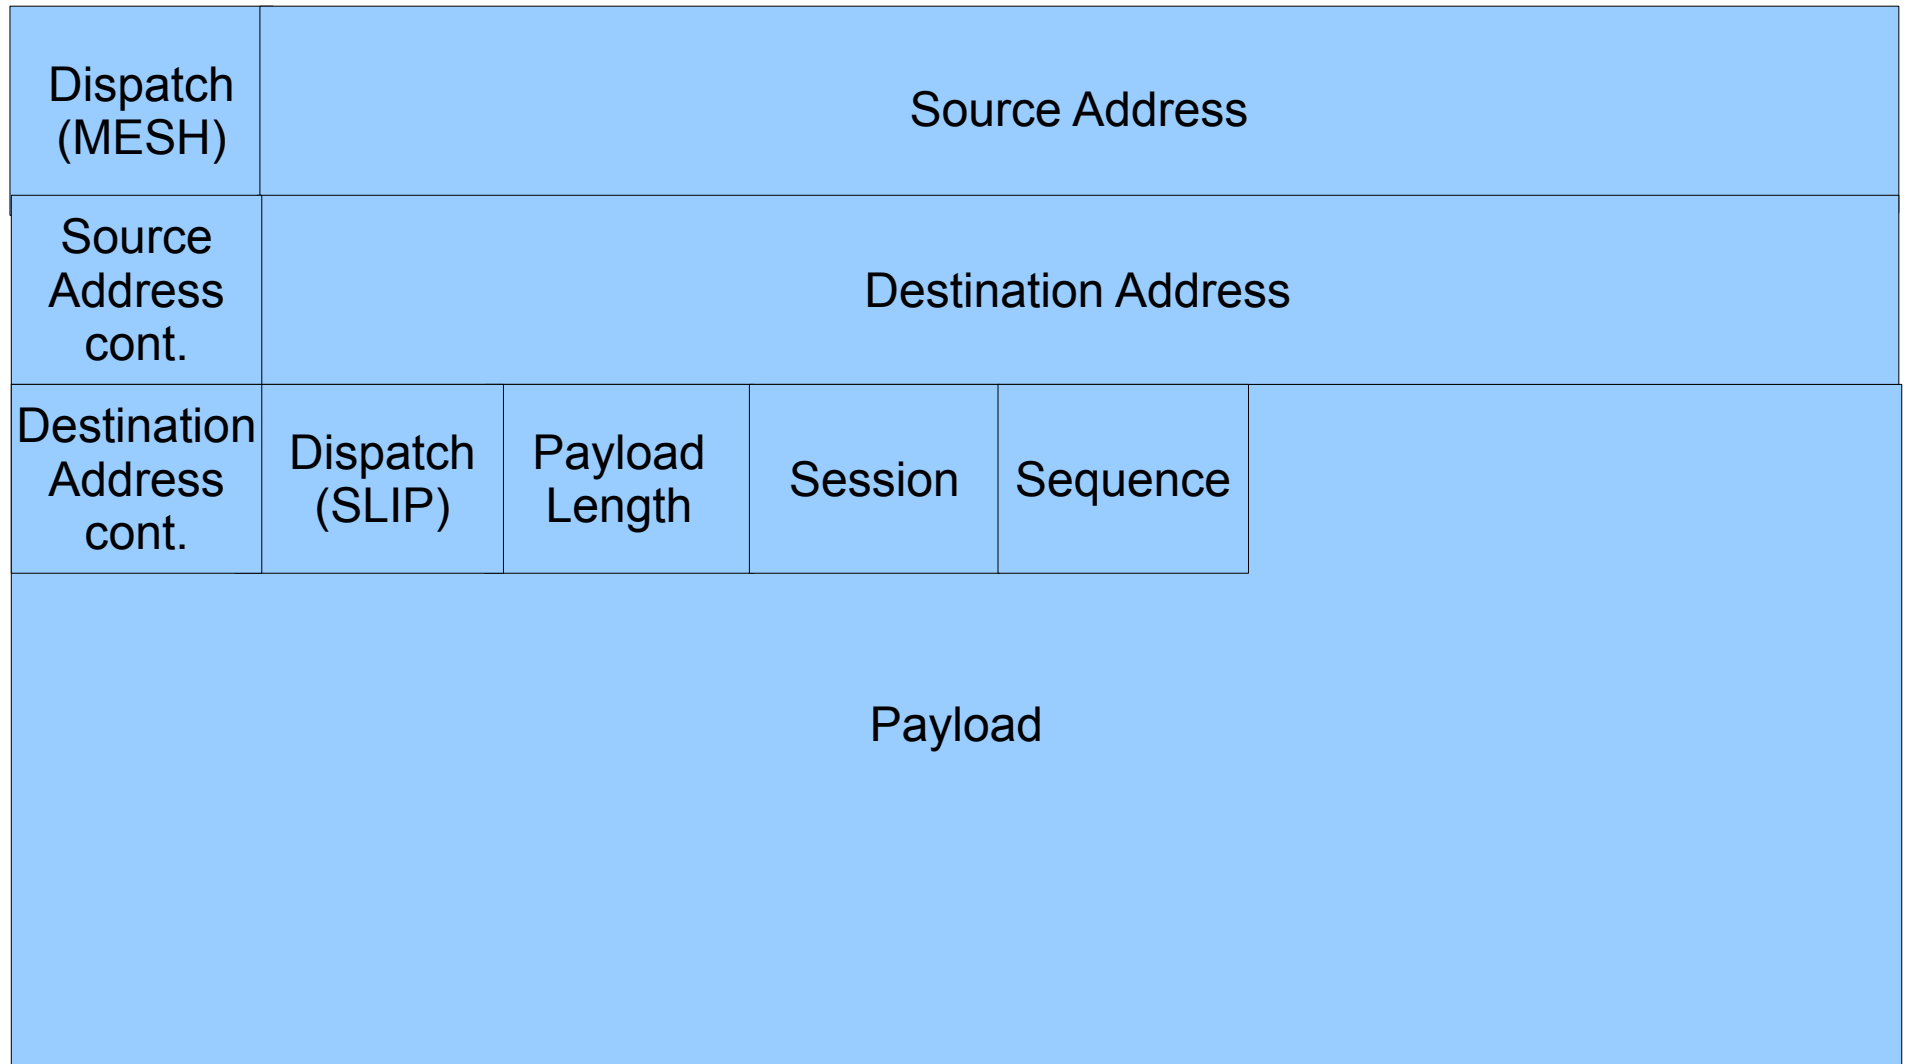 Dispatch
(MESH)
Source Address
Source
Address
cont.
Destination Address
Destination
Address
cont.
Dispatch
(SLIP)
Payload
Length
Session
Sequence
Payload